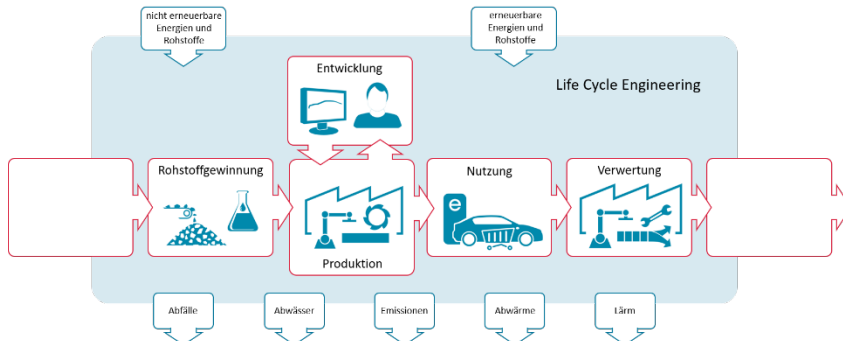 nicht erneuerbare
Energien und
Rohstoffe
erneuerbare
Energien und
Rohstoffe
Entwicklung
Life Cycle Engineering
Rohstoffgewinnung
Nutzung
Verwertung
e
Produktion
Abfälle
Abwässer
Emissionen
Abwärme
Lärm